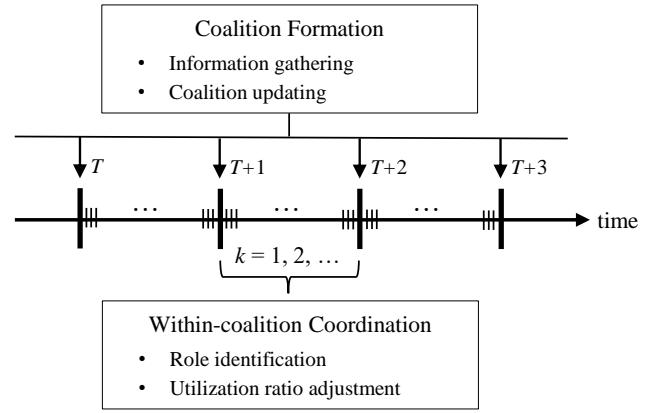 Coalition Formation
• Information gathering
• Coalition updating
T T+1 T+2 T+3
… … …
time
k = 1, 2, …
Within-coalition Coordination
• Role identification
• Utilization ratio adjustment